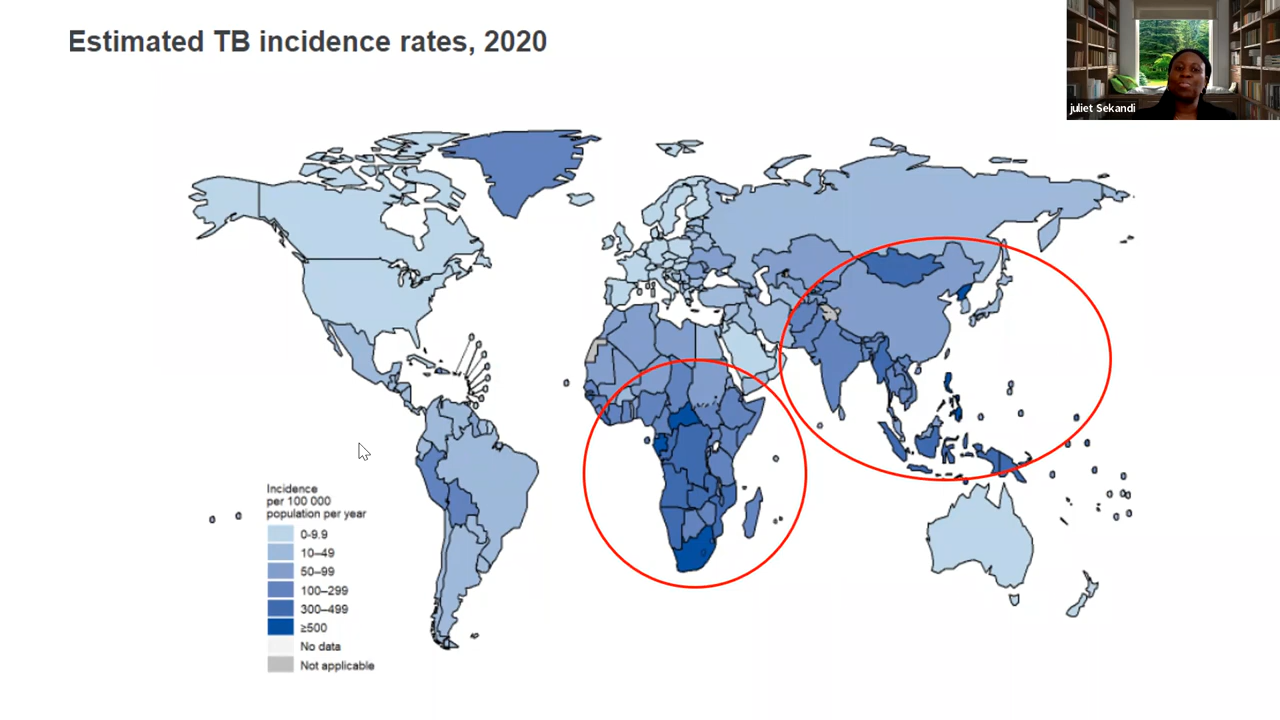 Estimated TB incidence rates, 2020
juliet Sekandi
Incidence
per 100 000
population per year
0-9.9
10–49
50–99
100–299
300–499
≥500
No data
Not applicable